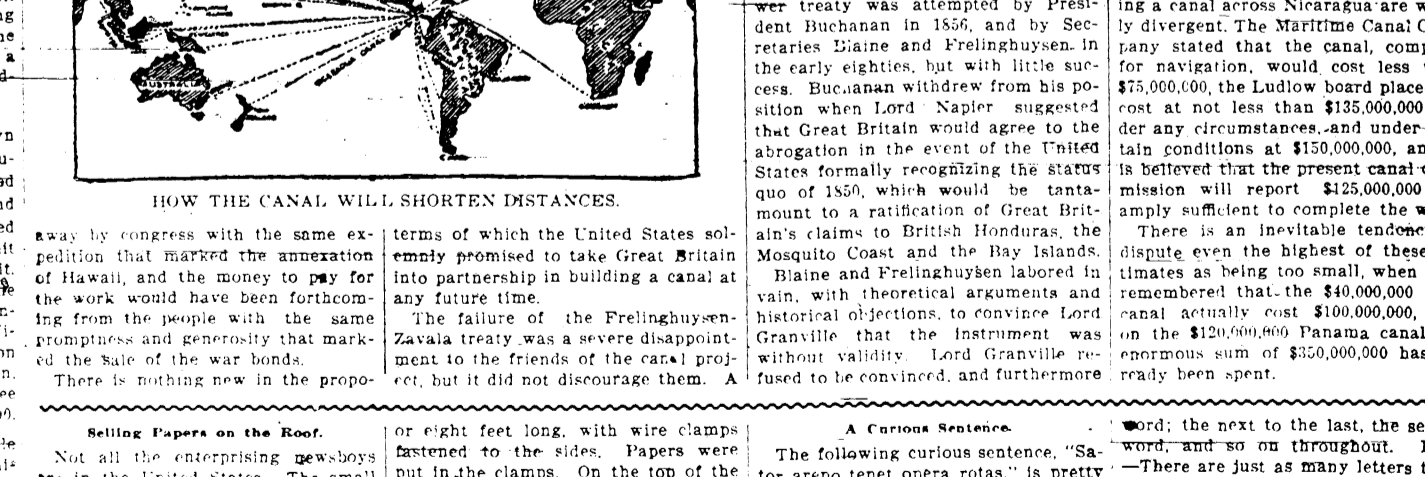 AUSTRALIA
HOW THE CANAL WILL SHORTEN DISTANCES.
away by congress with the same ex-
pedition that marked the annexation
of Hawaii, and the money to pay for
the work would have been forthcom-
ing from the people with the same
promptness and generosity that mark-
ed the sale of the war bonds.
There is nothing new in the propo-
terms of which the United States sol-
emnly promised to take Great Britain
into partnership in building a canal at
any future time.
The failure of the Frelinghuysen-
Zavala treaty was a severe disappoint-
ment to the friends of the canal proj-
ect, but it did not discourage them. A
wer treaty was attempted by Presi-
dent Buchanan in 1856, and by Sec-
retaries Blaine and Frelinghuysen in
the early eighties, but with little suc-
cess. Buchanan withdrew from his po-
sition when Lord Napier suggested
that Great Britain would agree to the
abrogation in the event of the United
States formally recognizing the status
quo of 1850, which would be tanta-
mount to a ratification of Great Brit-
ain's claims to British Honduras, the
Mosquito Coast and the Bay Islands.
Blaine and Frelinghuysen labored in
vain, with theoretical arguments and
historical objections, to convince Lord
Granville that the instrument was
without validity. Lord Granville re-
fused to be convinced, and furthermore
ing a canal across Nicaragua are w
ly divergent. The Maritime Canal C
pany stated that the canal, comp
for navigation, would cost less
$75,000,000, the Ludlow board place
cost at not less than $135,000,000
der any circumstances, and under
tain conditions at $150,000,000, an
is believed that the present canal
mission will report $125,000,000
amply sufficient to complete the w
There is an inevitable tendenc
dispute even the highest of these
timates as being too small, when
remembered that the $40,000,000
canal actually cost $100,000,000,
on the $120,000,000 Panama canal
enormous sum of $350,000,000 has
ready been spent.
Selling Papers on the Roof.
Not all the enterprising newsboys
are in the United States. The small
or eight feet long, with wire clamps
fastened to the sides. Papers were
put in the clamps. On the top of the
A Curious Sentence.
The following curious sentence, "Sa-
tor arepo tenet opera rotas," is pretty
word; the next to the last, the se
word, and so on throughout.
—There are just as many letters t